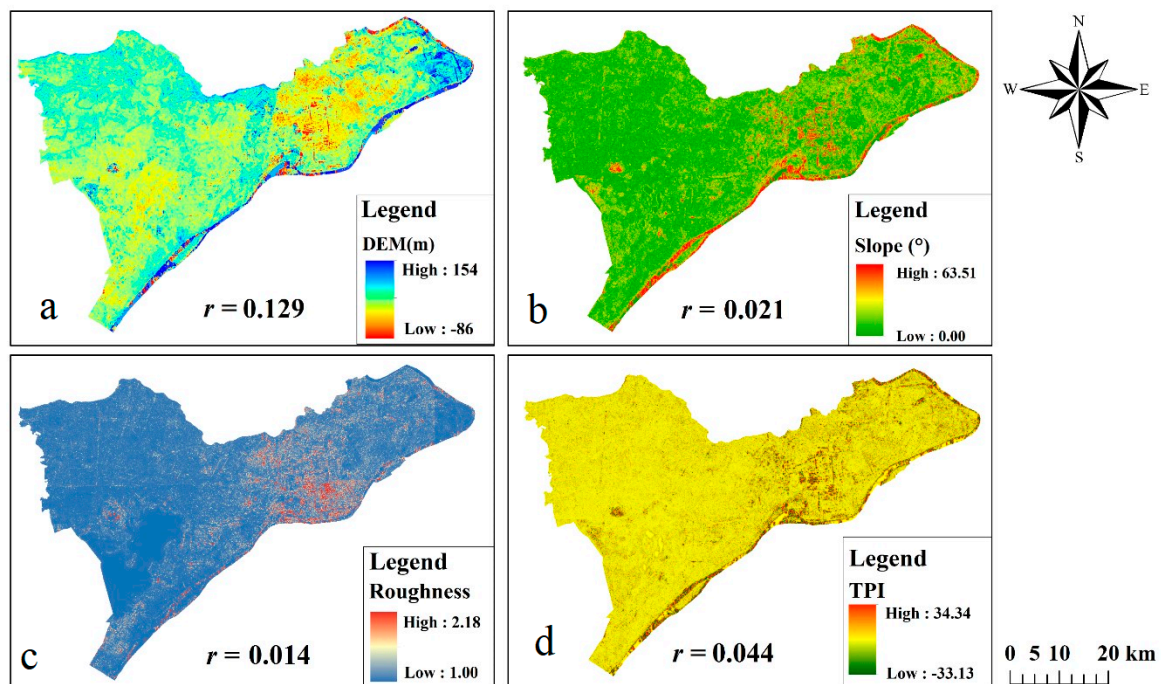 Legend
DEM(m)
High : 154
Low : -86
a
r = 0.129
Legend
Slope (°)
High : 63.51
Low : 0.00
b
r = 0.021
N
W
E
S
Legend
Roughness
High : 2.18
Low : 1.00
c
r = 0.014
Legend
TPI
High : 34.34
Low : -33.13
d
r = 0.044
0 5 10 20 km